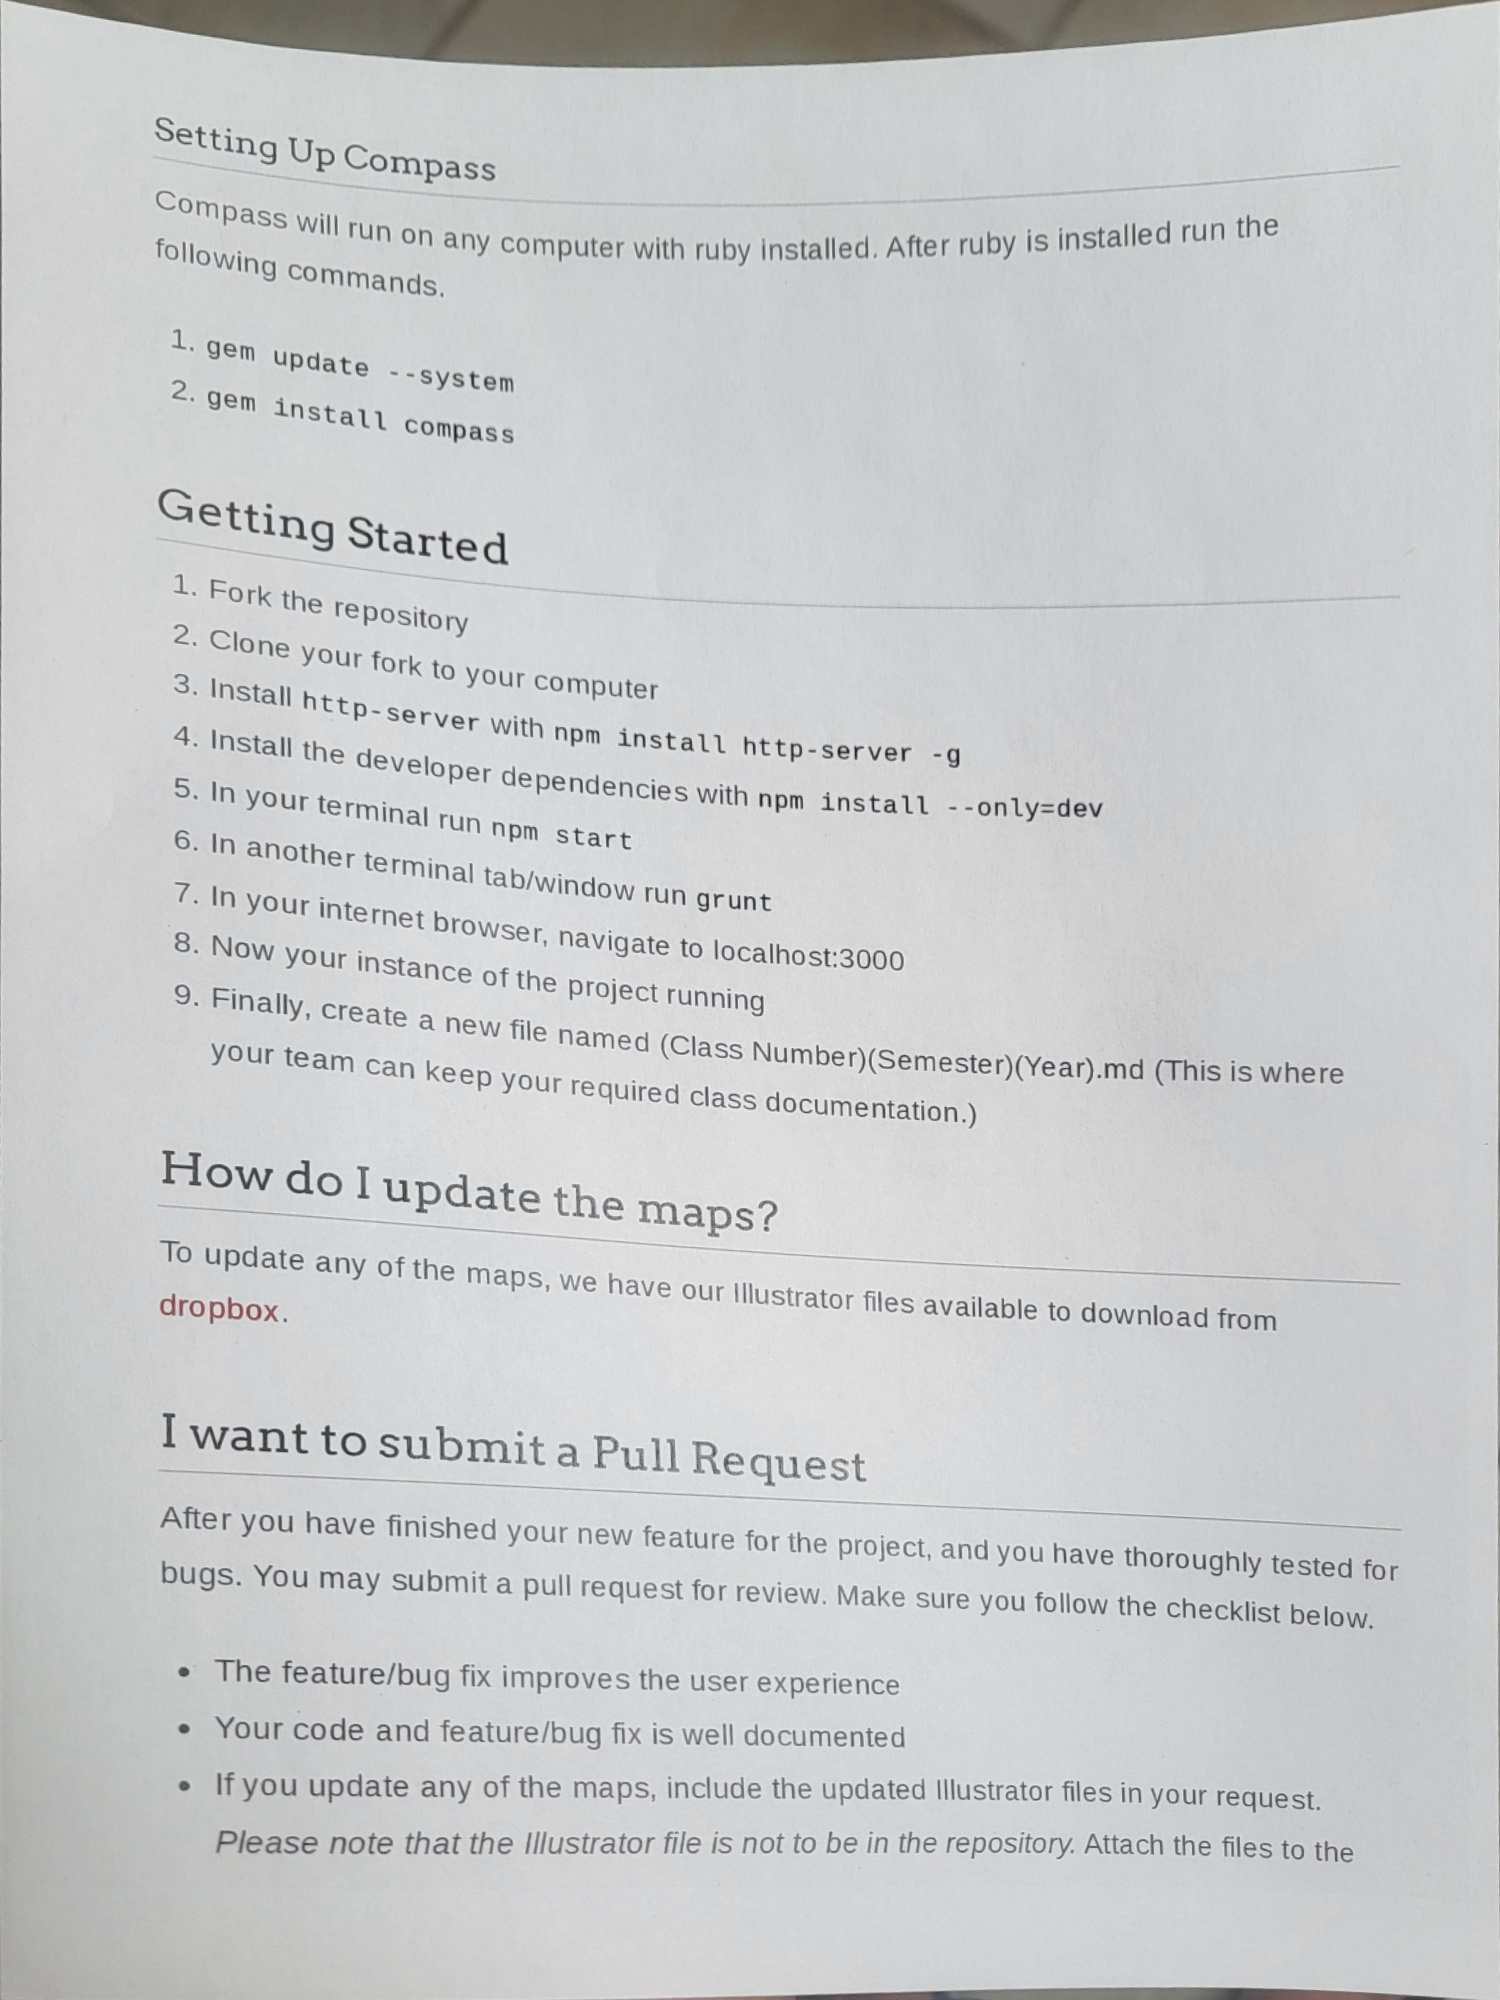 Setting Up Compass
Compass will run on any computer with ruby installed. After ruby is installed run the
following commands.
1. gem update --system
2. gem install compass
Getting Started
1. Fork the repository
2. Clone your fork to your computer
3. Install http-server with npm install http-server -g
4. Install the developer dependencies with npm install --only=dev
5. In your terminal run npm start
6. In another terminal tab/window run grunt
7. In your internet browser, navigate to localhost:3000
8. Now your instance of the project running
9. Finally, create a new file named (Class Number)(Semester)(Year).md (This is where
your team can keep your required class documentation.)
How do I update the maps?
To update any of the maps, we have our Illustrator files available to download from
dropbox.
I want to submit a Pull Request
After you have finished your new feature for the project, and you have thoroughly tested for
bugs. You may submit a pull request for review. Make sure you follow the checklist below.
• The feature/bug fix improves the user experience
• Your code and feature/bug fix is well documented
• If you update any of the maps, include the updated Illustrator files in your request.
Please note that the Illustrator file is not to be in the repository. Attach the files to the